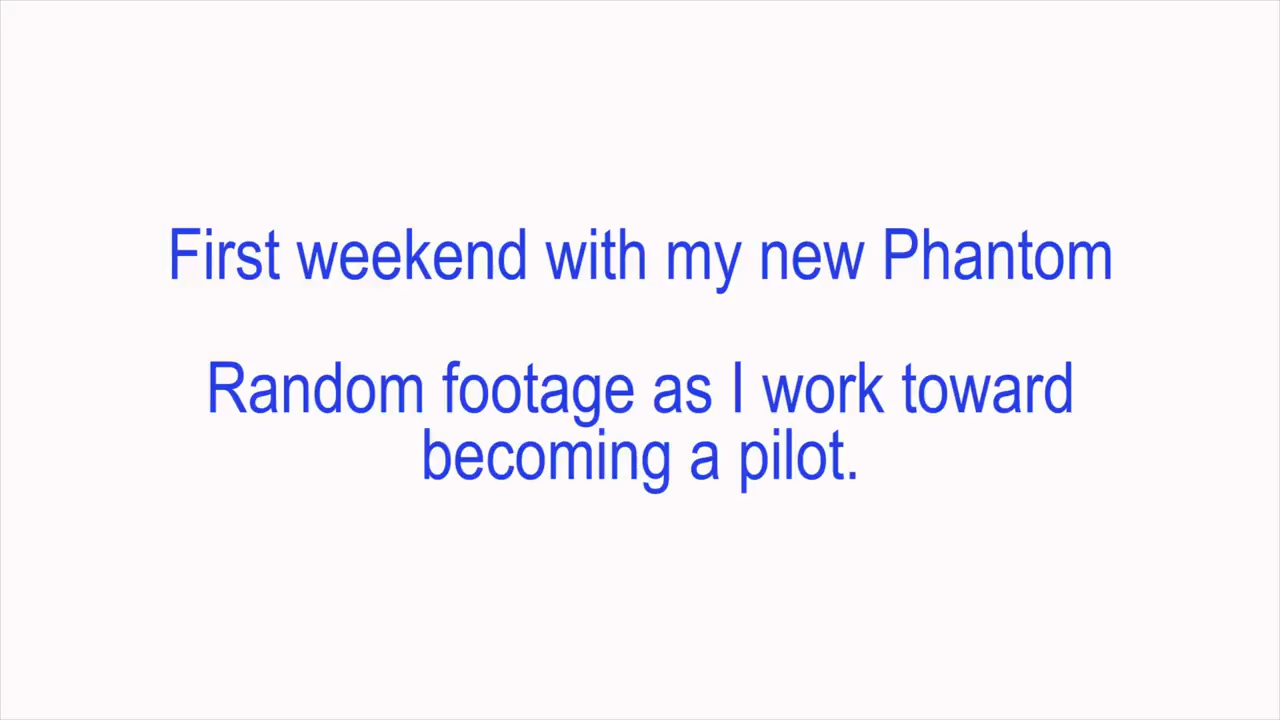 First weekend with my new Phantom
Random footage as I work toward
becoming a pilot.